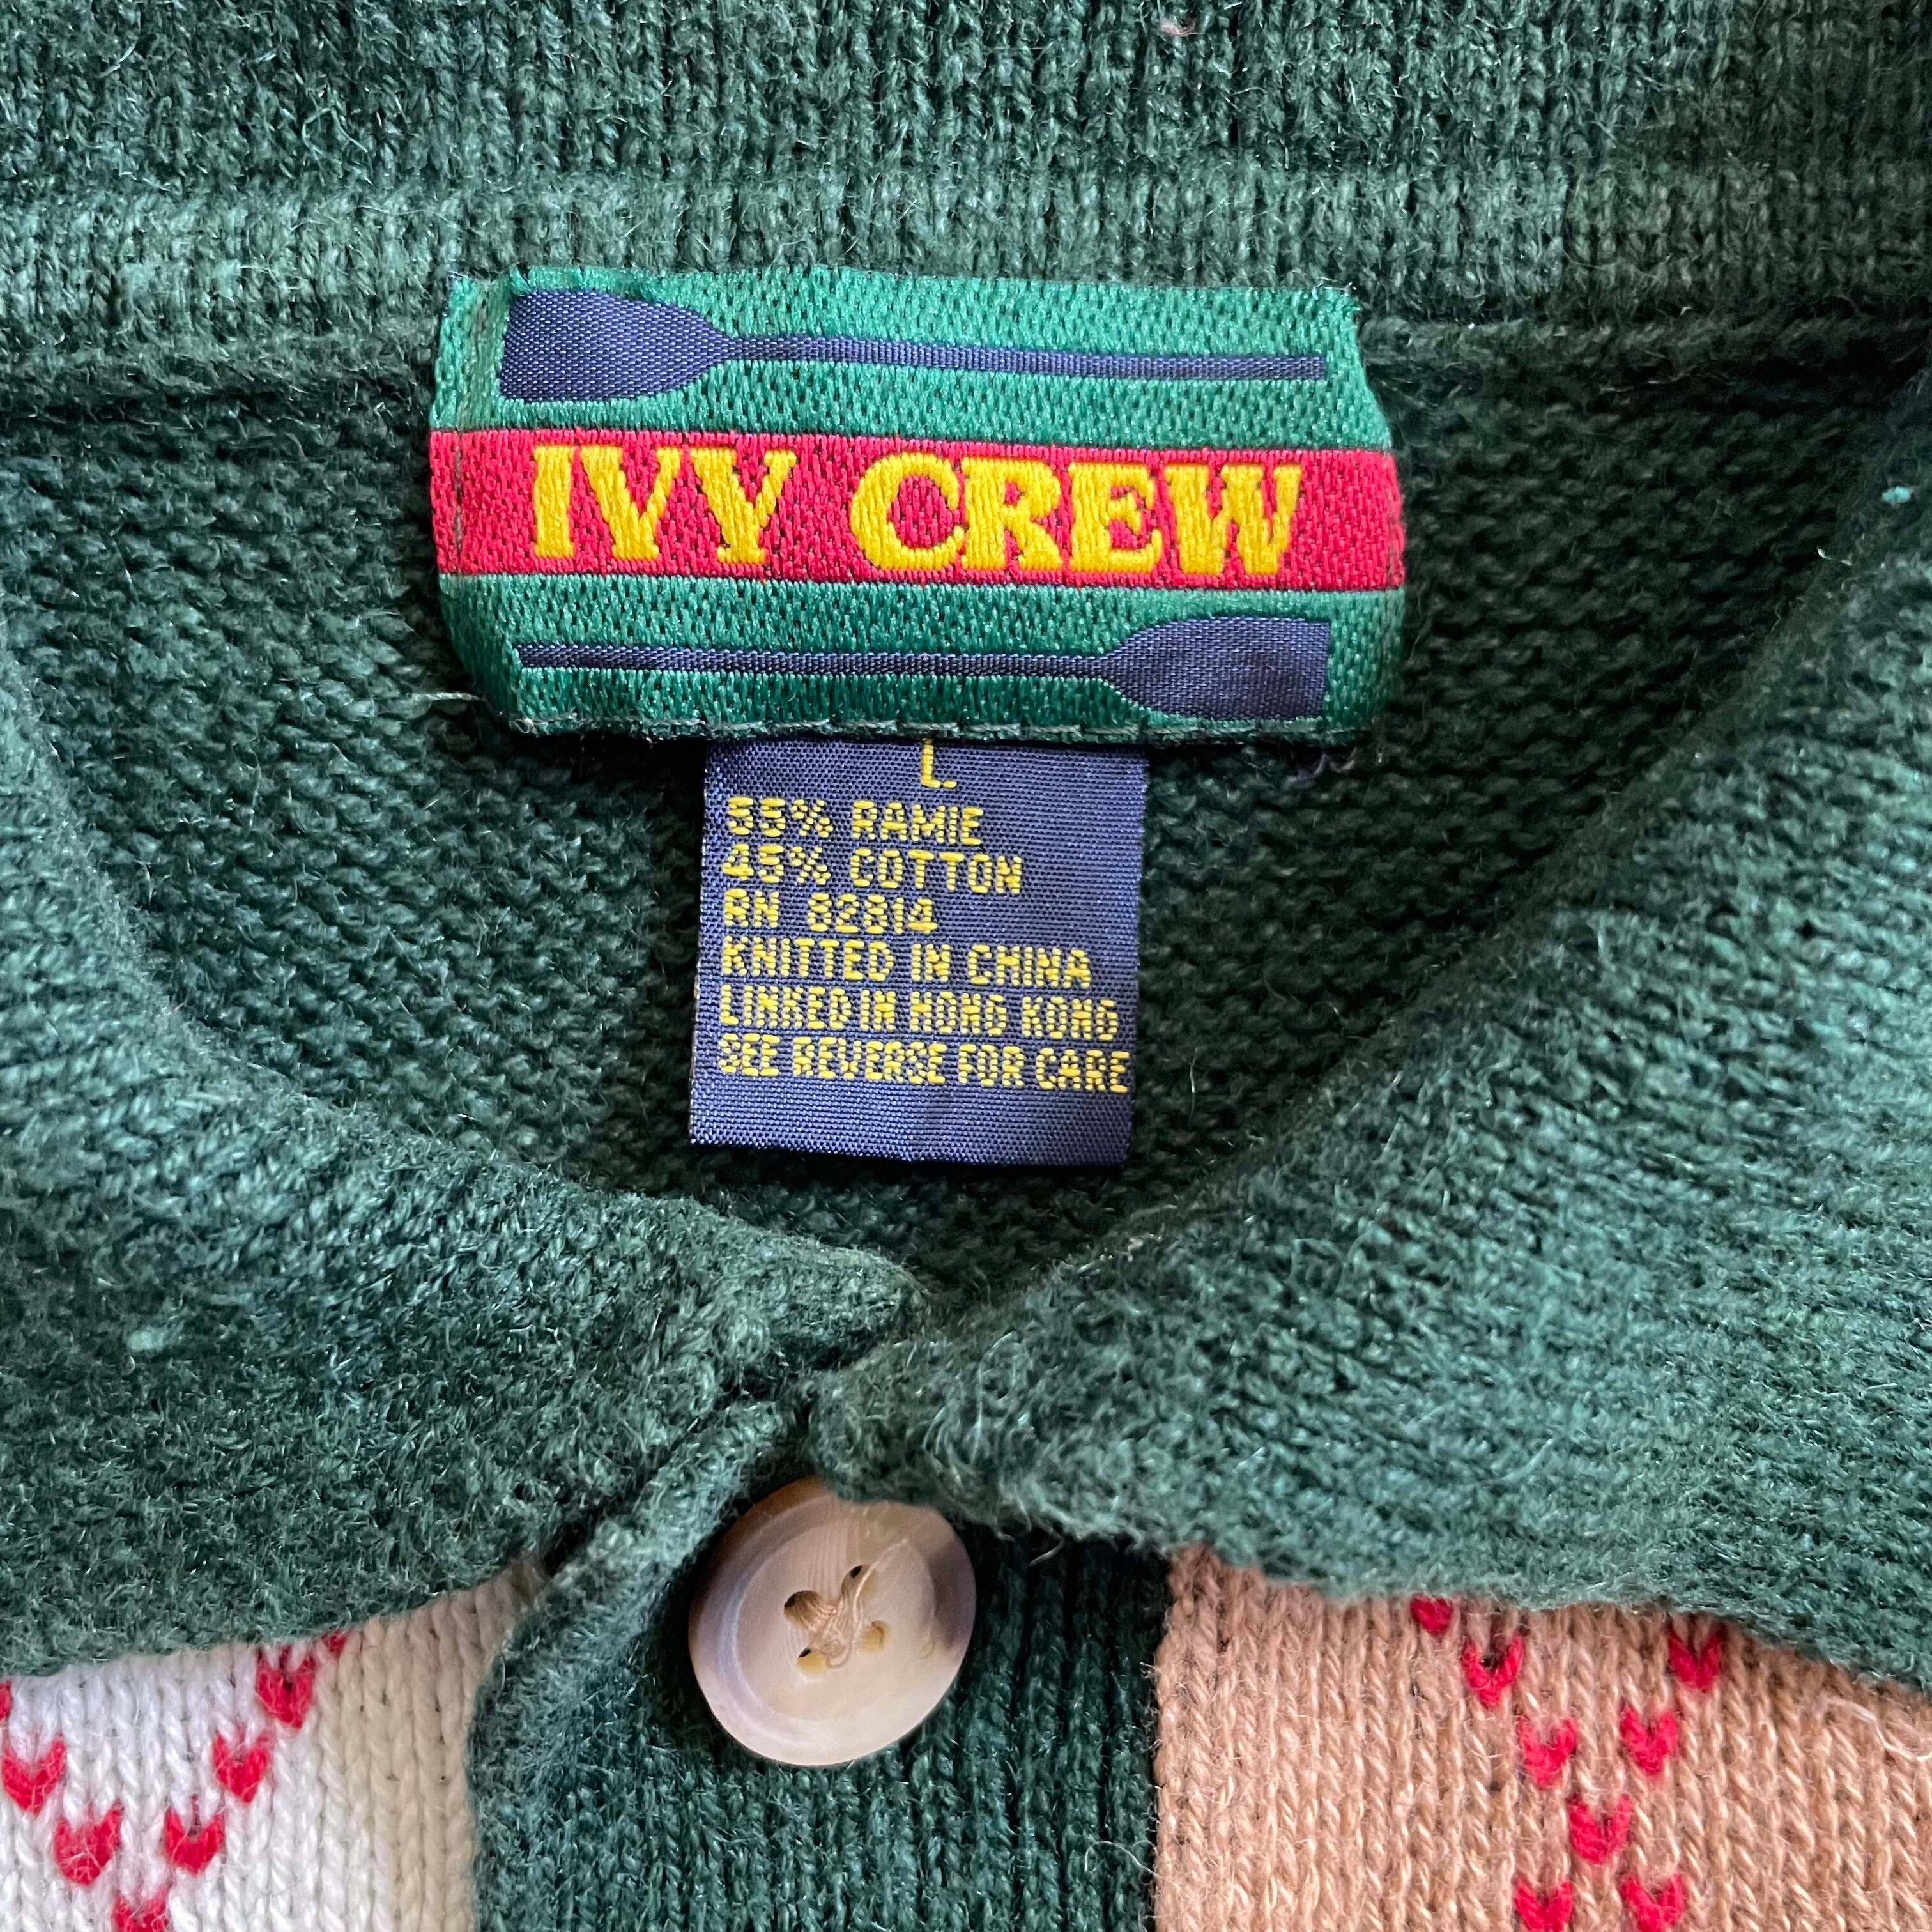 IVY CREW
L
55% RAMIE
45% COTTON
RN 82814
KNITTED IN CHINA
LINKED IN HONG KONG
SEE REVERSE FOR CARE